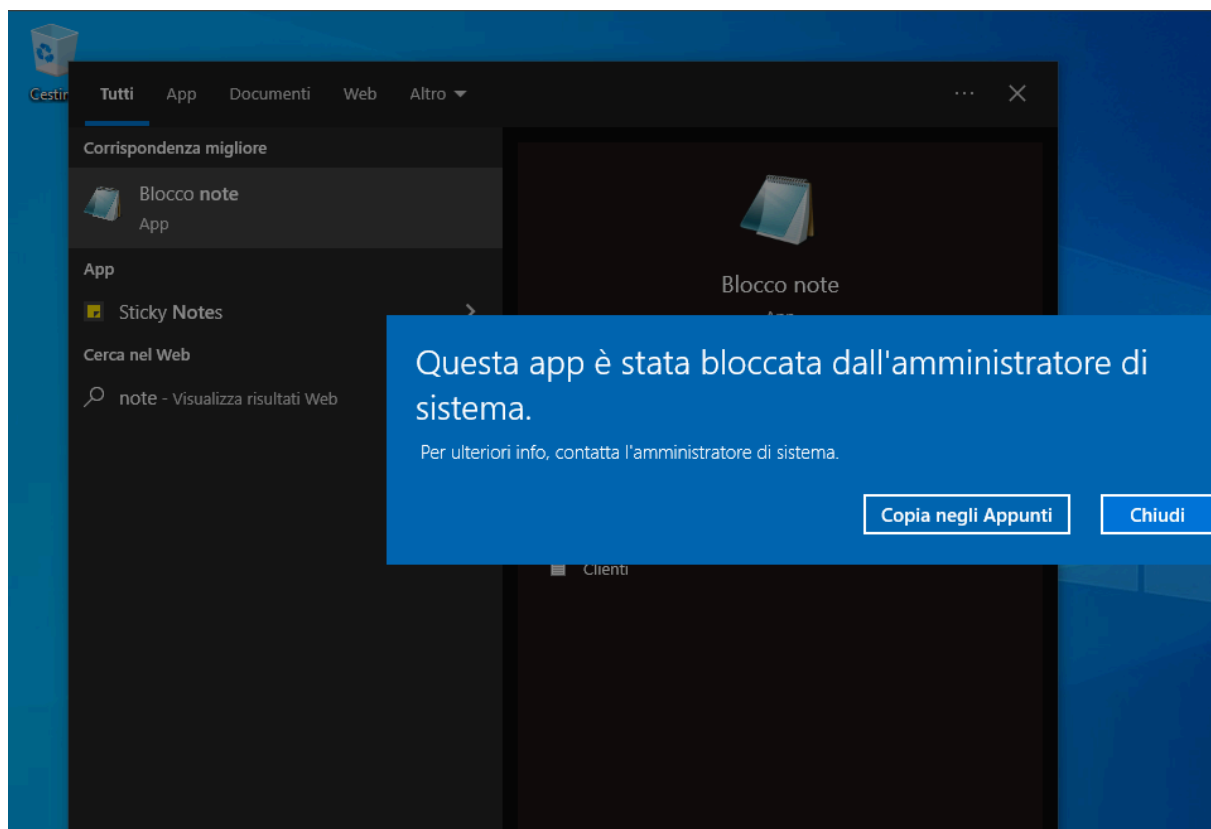 Cestin
Tutti App Documenti Web Altro
Corrispondenza migliore
Blocco note
App
App
Sticky Notes
Cerca nel Web
note - Visualizza risultati Web
Blocco note
App
Questa app è stata bloccata dall'amministratore di
sistema.
Per ulteriori info, contatta l'amministratore di sistema.
Copia negli Appunti Chiudi
Clienti